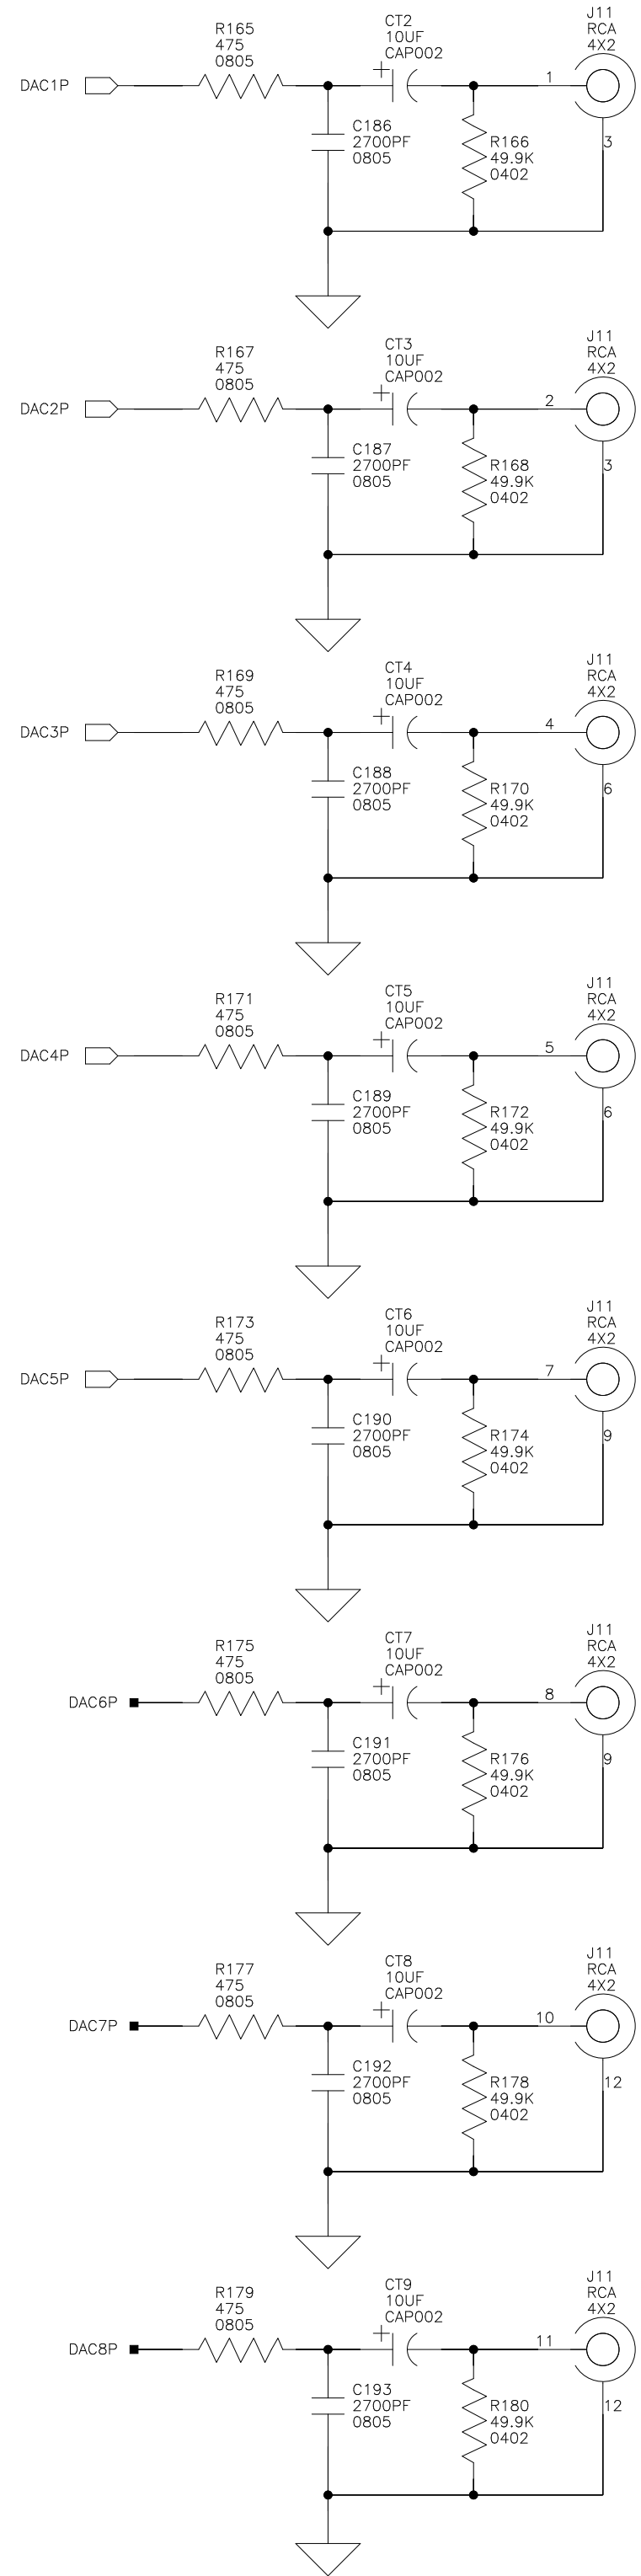 J11
RCA
4X2
CT2
10UF
CAP002
R165
475
0805
DAC1P
+
1
C186
2700PF
0805
R166
49.9K
0402
3
J11
RCA
4X2
CT3
10UF
CAP002
R167
475
0805
DAC2P
+
2
C187
2700PF
0805
R168
49.9K
0402
3
J11
RCA
4X2
CT4
10UF
CAP002
R169
475
0805
DAC3P
+
4
C188
2700PF
0805
R170
49.9K
0402
6
J11
RCA
4X2
CT5
10UF
CAP002
R171
475
0805
DAC4P
+
5
C189
2700PF
0805
R172
49.9K
0402
6
J11
RCA
4X2
CT6
10UF
CAP002
R173
475
0805
DAC5P
+
7
C190
2700PF
0805
R174
49.9K
0402
9
J11
RCA
4X2
CT7
10UF
CAP002
R175
475
0805
DAC6P
+
8
C191
2700PF
0805
R176
49.9K
0402
9
J11
RCA
4X2
CT8
10UF
CAP002
R177
475
0805
DAC7P
+
10
C192
2700PF
0805
R178
49.9K
0402
12
J11
RCA
4X2
CT9
10UF
CAP002
R179
475
0805
DAC8P
+
11
C193
2700PF
0805
R180
49.9K
0402
12